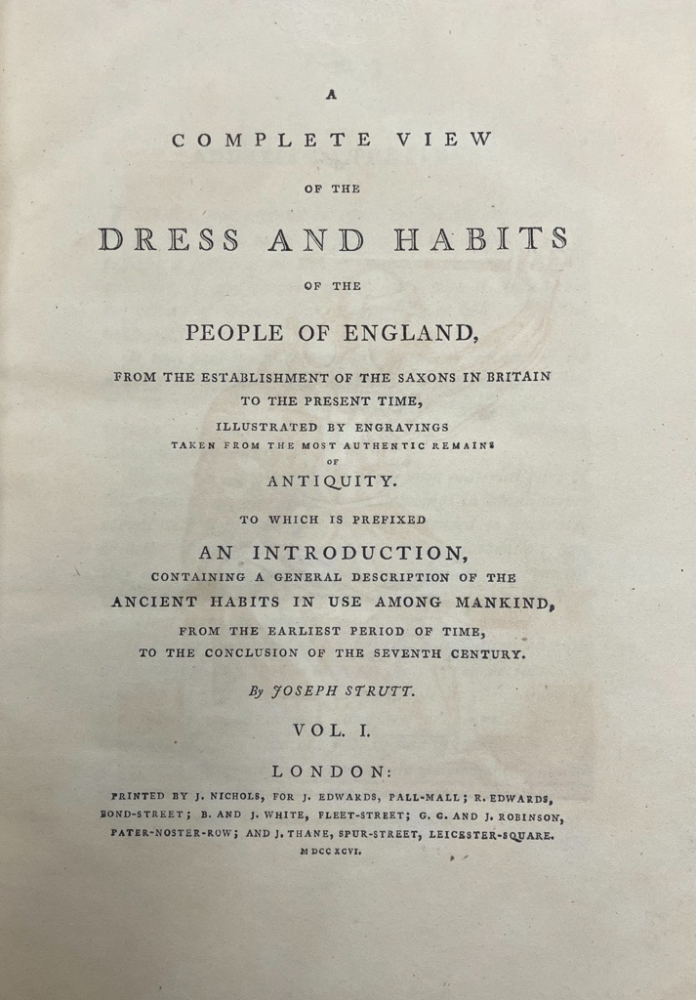 A
COMPLETE VIEW
OF THE
DRESS AND HABITS
OF THE
PEOPLE OF ENGLAND,
FROM THE ESTABLISHMENT OF THE SAXONS IN BRITAIN
TO THE PRESENT TIME,
ILLUSTRATED BY ENGRAVINGS
TAKEN FROM THE MOST AUTHENTIC REMAINS
OF
ANTIQUITY.
TO WHICH IS PREFIXED
AN INTRODUCTION,
CONTAINING A GENERAL DESCRIPTION OF THE
ANCIENT HABITS IN USE AMONG MANKIND,
FROM THE EARLIEST PERIOD OF TIME,
TO THE CONCLUSION OF THE SEVENTH CENTURY.
By JOSEPH STRUTT.
VOL. I.
LONDON:
PRINTED BY J. NICHOLS, FOR J. EDWARDS, PALL-MALL; R. EDWARDS,
BOND-STREET; B. AND J. WHITE, FLEET-STREET; G. G. AND J. ROBINSON,
PATER-NOSTER-ROW; AND J. THANE, SPUR-STREET, LEICESTER-SQUARE.
M DCC XCVI.